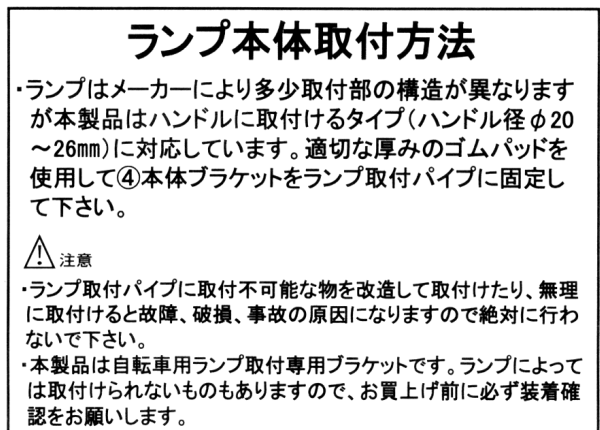 ランプ本体取付方法
・ランプはメーカーにより多少取付部の構造が異なります
が本製品はハンドルに取付けるタイプ(ハンドル径φ20
～26mm)に対応しています。適切な厚みのゴムパッドを
使用して④本体ブラケットをランプ取付パイプに固定し
て下さい。
注意
・ランプ取付パイプに取付不可能な物を改造して取付けたり、無理
に取付けると故障、破損、事故の原因になりますので絶対に行わ
ないで下さい。
・本製品は自転車用ランプ取付専用ブラケットです。ランプによって
は取付けられないものもありますので、お買上げ前に必ず装着確
認をお願いします。